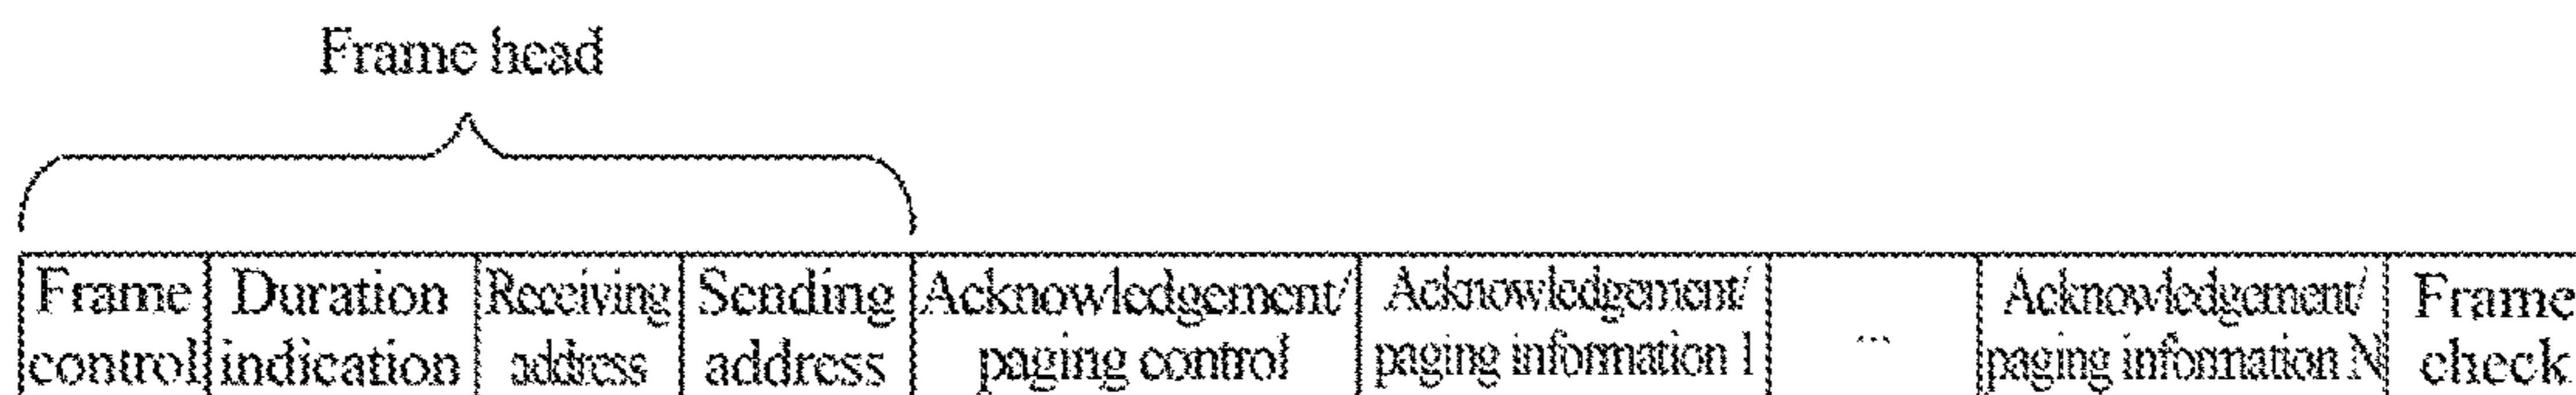 Frame head
Frame control
Duration indication
Receiving address
Sending address
Acknowledgement/ paging control
Acknowledgement/ paging information 1
...
Acknowledgement/ paging information N
Frame check